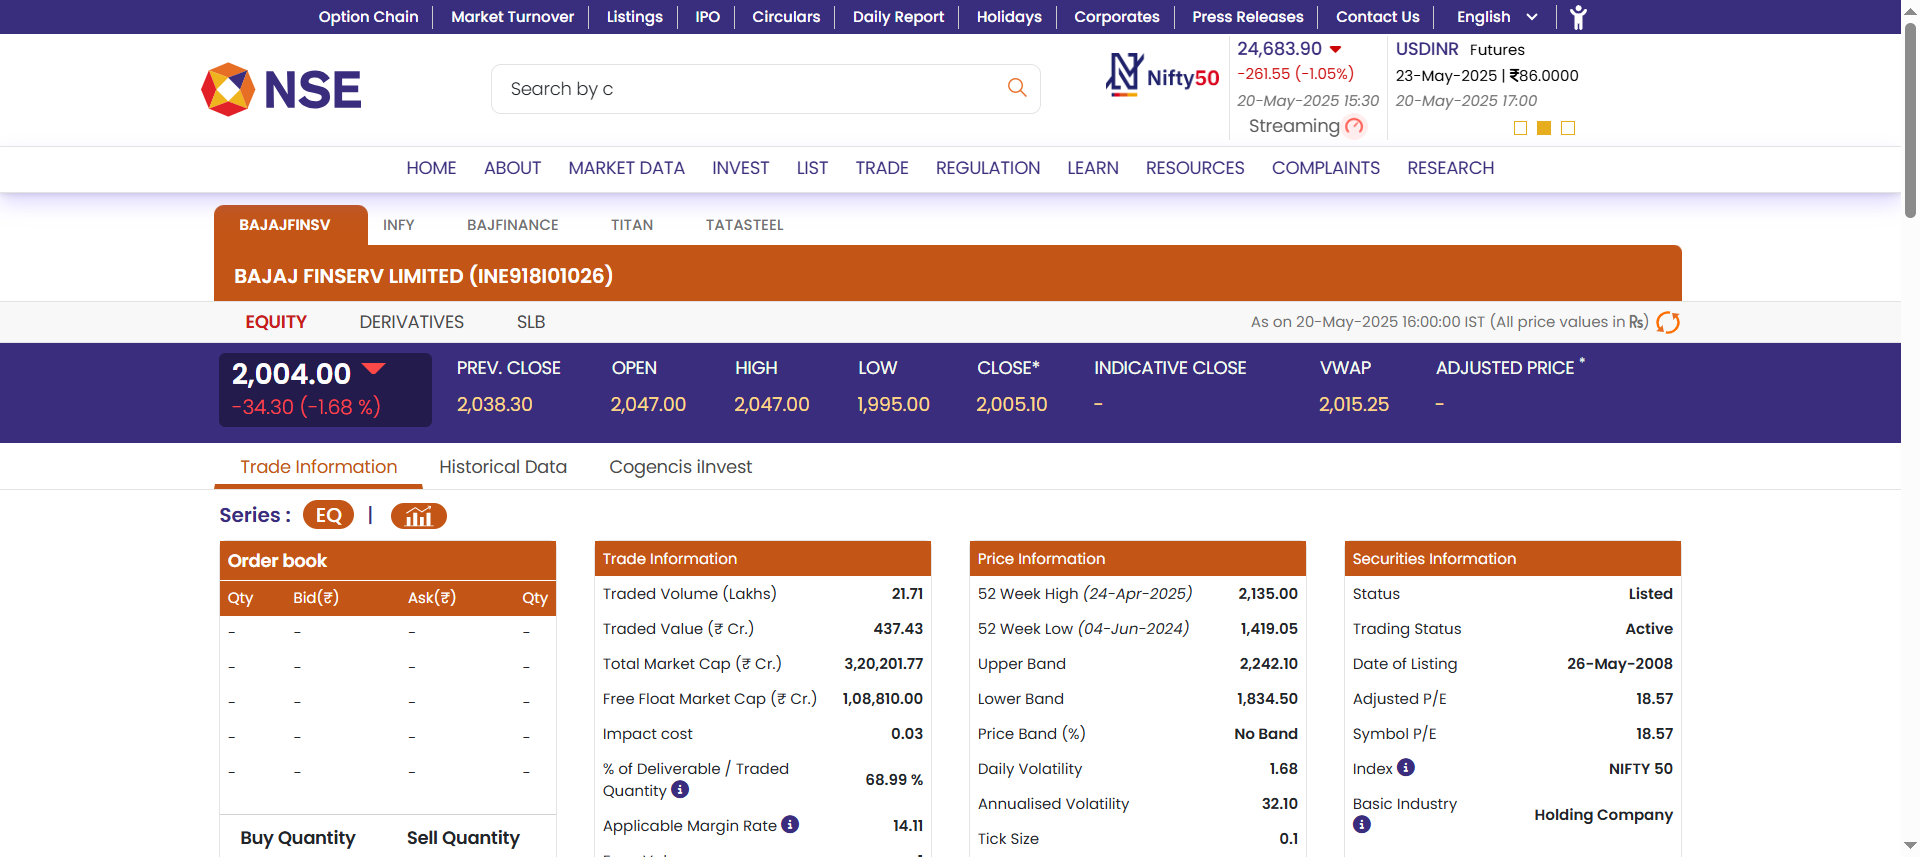 Option Chain Market Turnover Listings IPO Circulars Daily Report Holidays Corporates Press Releases Contact Us English
NSE
Search by c
Nifty50
24,683.90
-261.55 (-1.05%)
20-May-2025 15:30
Streaming
USDINR Futures
23-May-2025 | ₹86.0000
20-May-2025 17:00
HOME ABOUT MARKET DATA INVEST LIST TRADE REGULATION LEARN RESOURCES COMPLAINTS RESEARCH
BAJAJFINSV INFY BAJFINANCE TITAN TATASTEEL
BAJAJ FINSERV LIMITED (INE918I01026)
EQUITY DERIVATIVES SLB As on 20-May-2025 16:00:00 IST (All price values in ₨)
2,004.00
-34.30 (-1.68 %)
PREV. CLOSE OPEN HIGH LOW CLOSE* INDICATIVE CLOSE VWAP ADJUSTED PRICE *
2,038.30 2,047.00 2,047.00 1,995.00 2,005.10 - 2,015.25 -
Trade Information Historical Data Cogencis iInvest
Series : EQ |
Order book
Qty Bid(₹) Ask(₹) Qty
- - - -
- - - -
- - - -
- - - -
- - - -
Buy Quantity Sell Quantity
Trade Information
Traded Volume (Lakhs) 21.71
Traded Value (₹ Cr.) 437.43
Total Market Cap (₹ Cr.) 3,20,201.77
Free Float Market Cap (₹ Cr.) 1,08,810.00
Impact cost 0.03
% of Deliverable / Traded
Quantity 68.99 %
Applicable Margin Rate 14.11
Price Information
52 Week High (24-Apr-2025) 2,135.00
52 Week Low (04-Jun-2024) 1,419.05
Upper Band 2,242.10
Lower Band 1,834.50
Price Band (%) No Band
Daily Volatility 1.68
Annualised Volatility 32.10
Tick Size 0.1
Securities Information
Status Listed
Trading Status Active
Date of Listing 26-May-2008
Adjusted P/E 18.57
Symbol P/E 18.57
Index NIFTY 50
Basic Industry Holding Company